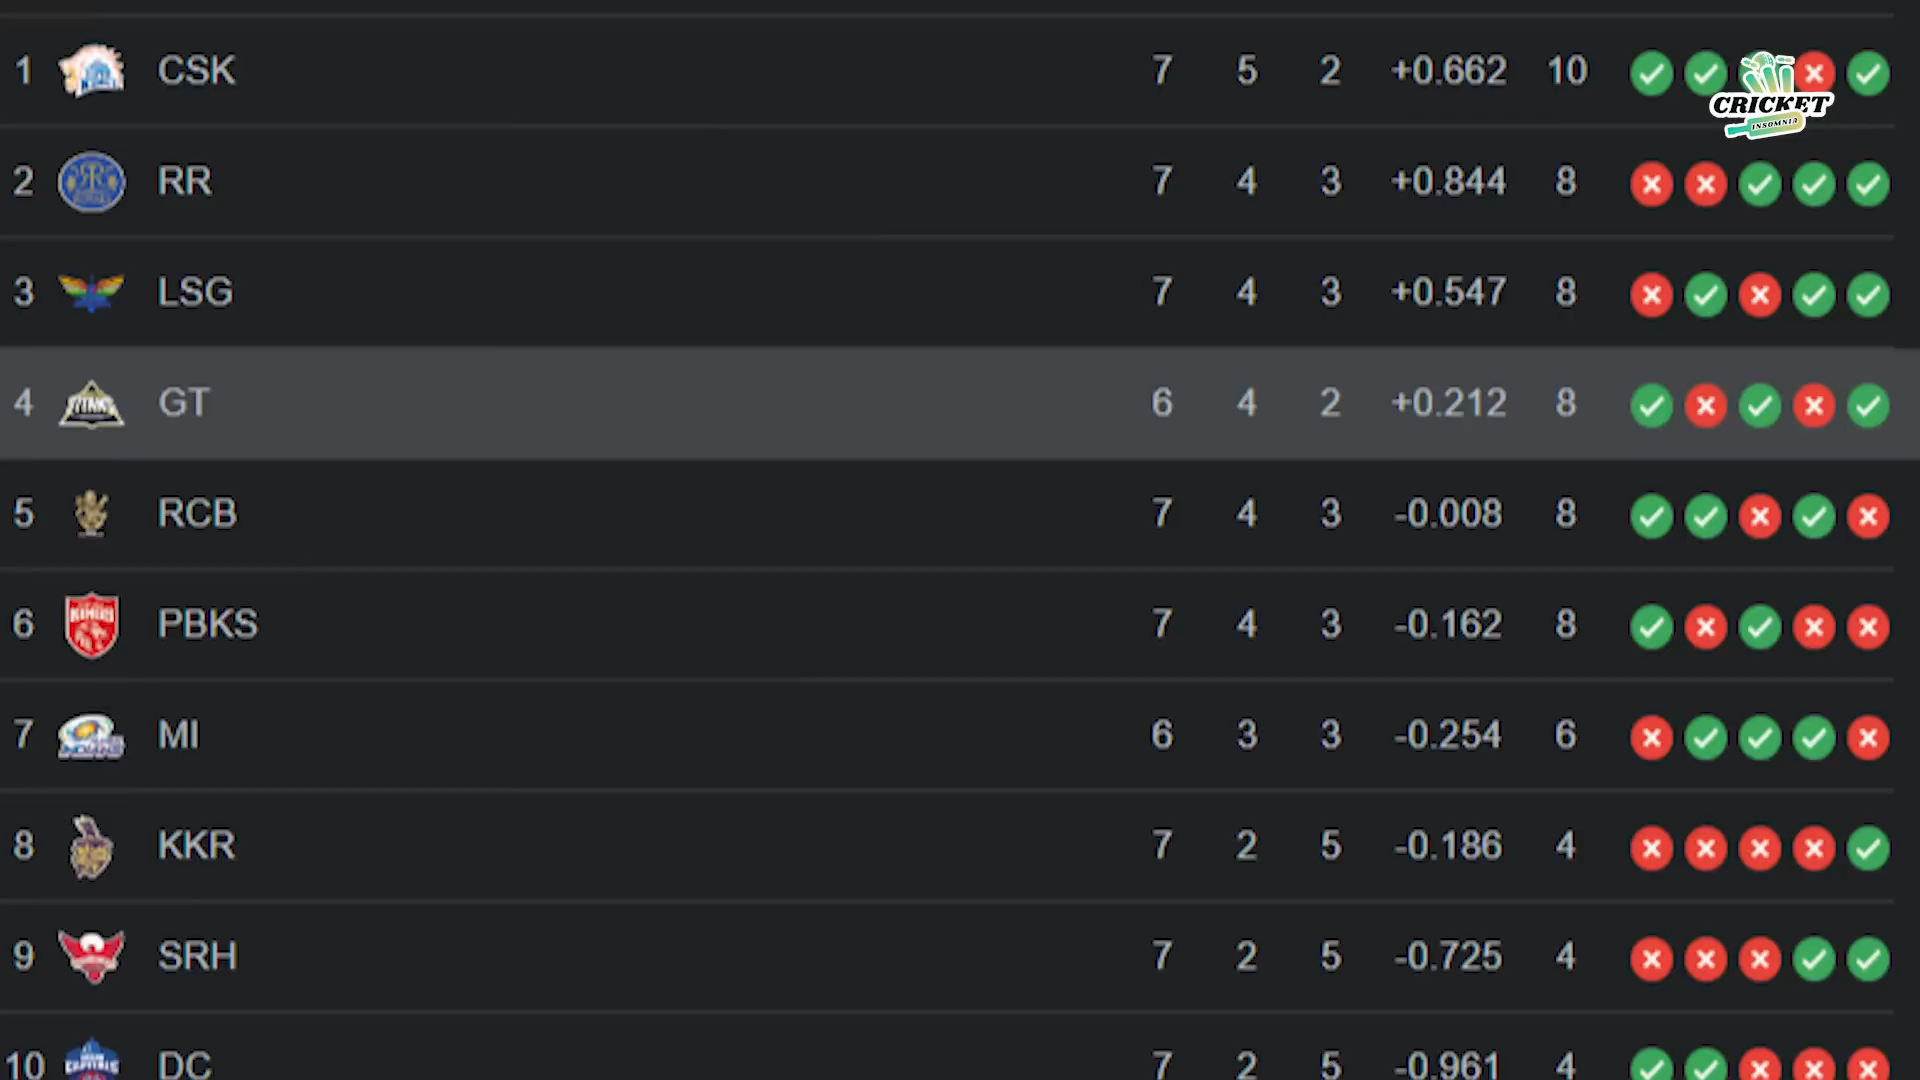 1 CSK 7 5 2 +0.662 10
CRICKET
INSOMNIA
2 RR 7 4 3 +0.844 8
3 LSG 7 4 3 +0.547 8
4 GT 6 4 2 +0.212 8
5 RCB 7 4 3 -0.008 8
6 PBKS 7 4 3 -0.162 8
7 MI 6 3 3 -0.254 6
8 KKR 7 2 5 -0.186 4
9 SRH 7 2 5 -0.725 4
10 DC 7 2 5 -0.961 4